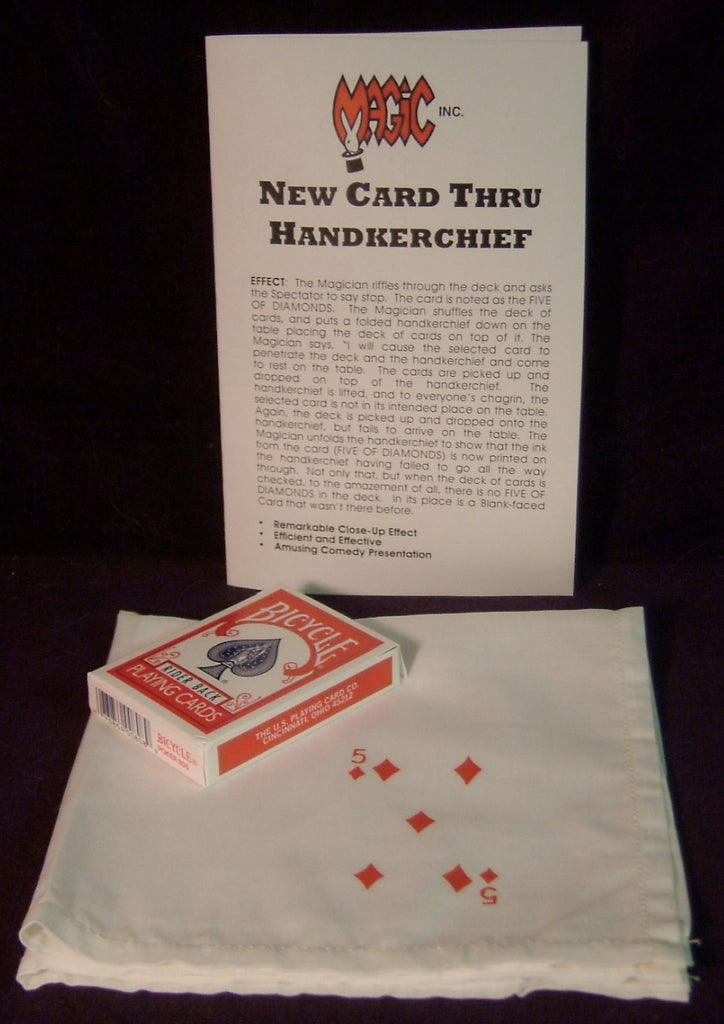 MAGIC INC.
NEW CARD THRU
HANDKERCHIEF
EFFECT: The Magician riffles through the deck and asks
the Spectator to say stop. The card is noted as the FIVE
OF DIAMONDS. The Magician shuffles the deck of
cards, and puts a folded handkerchief down on the
table placing the deck of cards on top of it. The
Magician says, "I will cause the selected card to
penetrate the deck and the handkerchief and come
to rest on the table. The cards are picked up and
dropped on top of the handkerchief. The
handkerchief is lifted, and to everyone's chagrin, the
selected card is not in its intended place on the table.
Again, the deck is picked up and dropped onto the
handkerchief, but fails to arrive on the table. The
Magician unfolds the handkerchief to show that the ink
from the card (FIVE OF DIAMONDS) is now printed on
the handkerchief having failed to go all the way
through. Not only that, but when the deck of cards is
checked, to the amazement of all, there is no FIVE OF
DIAMONDS in the deck. In its place is a Blank-faced
Card that wasn't there before.
• Remarkable Close-Up Effect
• Efficient and Effective
• Amusing Comedy Presentation
BICYCLE
RIDER BACK
PLAYING CARDS
THE U.S. PLAYING CARD CO.
CINCINNATI, OHIO 45212
BICYCLE
POKER 808
5
5